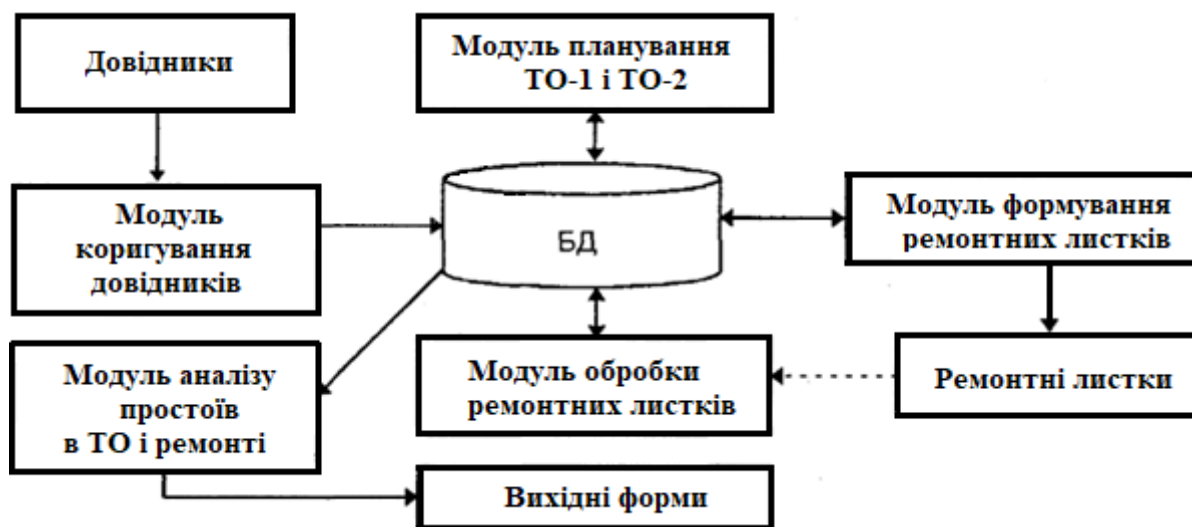 Довідники
Модуль планування
ТО-1 і ТО-2
Модуль
коригування
довідників
БД
Модуль формування
ремонтних листків
Модуль аналізу
простоїв
в ТО і ремонті
Модуль обробки
ремонтних листків
Ремонтні листки
Вихідні форми